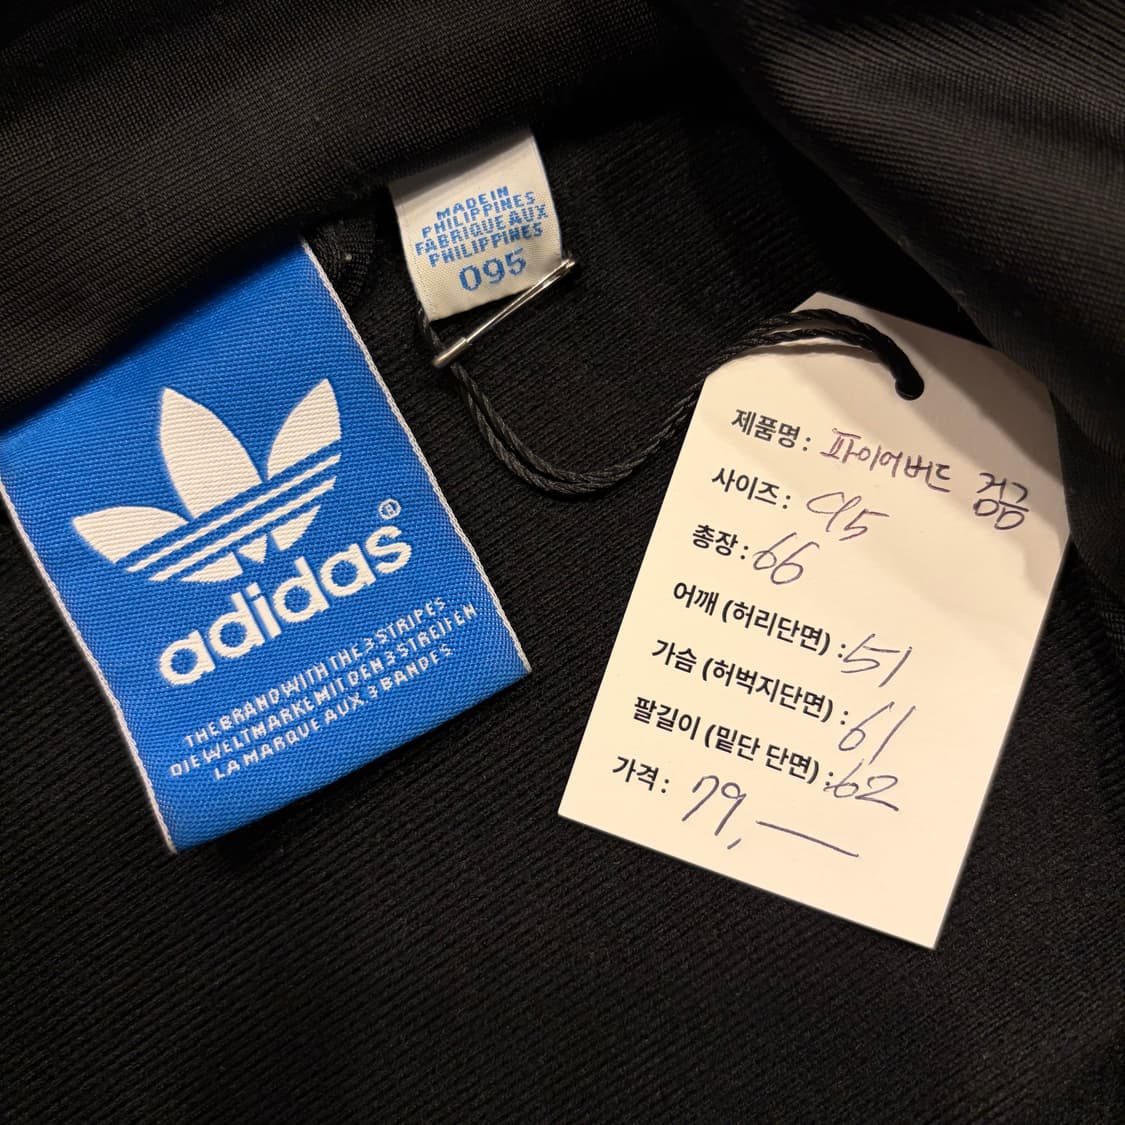 MADE IN
PHILIPPINES
FABRIQUE AUX
PHILIPPINES
095
adidas®
THE BRAND WITH THE 3 STRIPES
DIE WELTMARKE MIT DEN 3 STREIFEN
LA MARQUE AUX 3 BANDES
제품명: 파이어버드 검금
사이즈: 95
총장: 66
어깨 (허리단면) : 51
가슴 (허벅지단면) : 61
팔길이 (밑단 단면) : 62
가격: 79,—